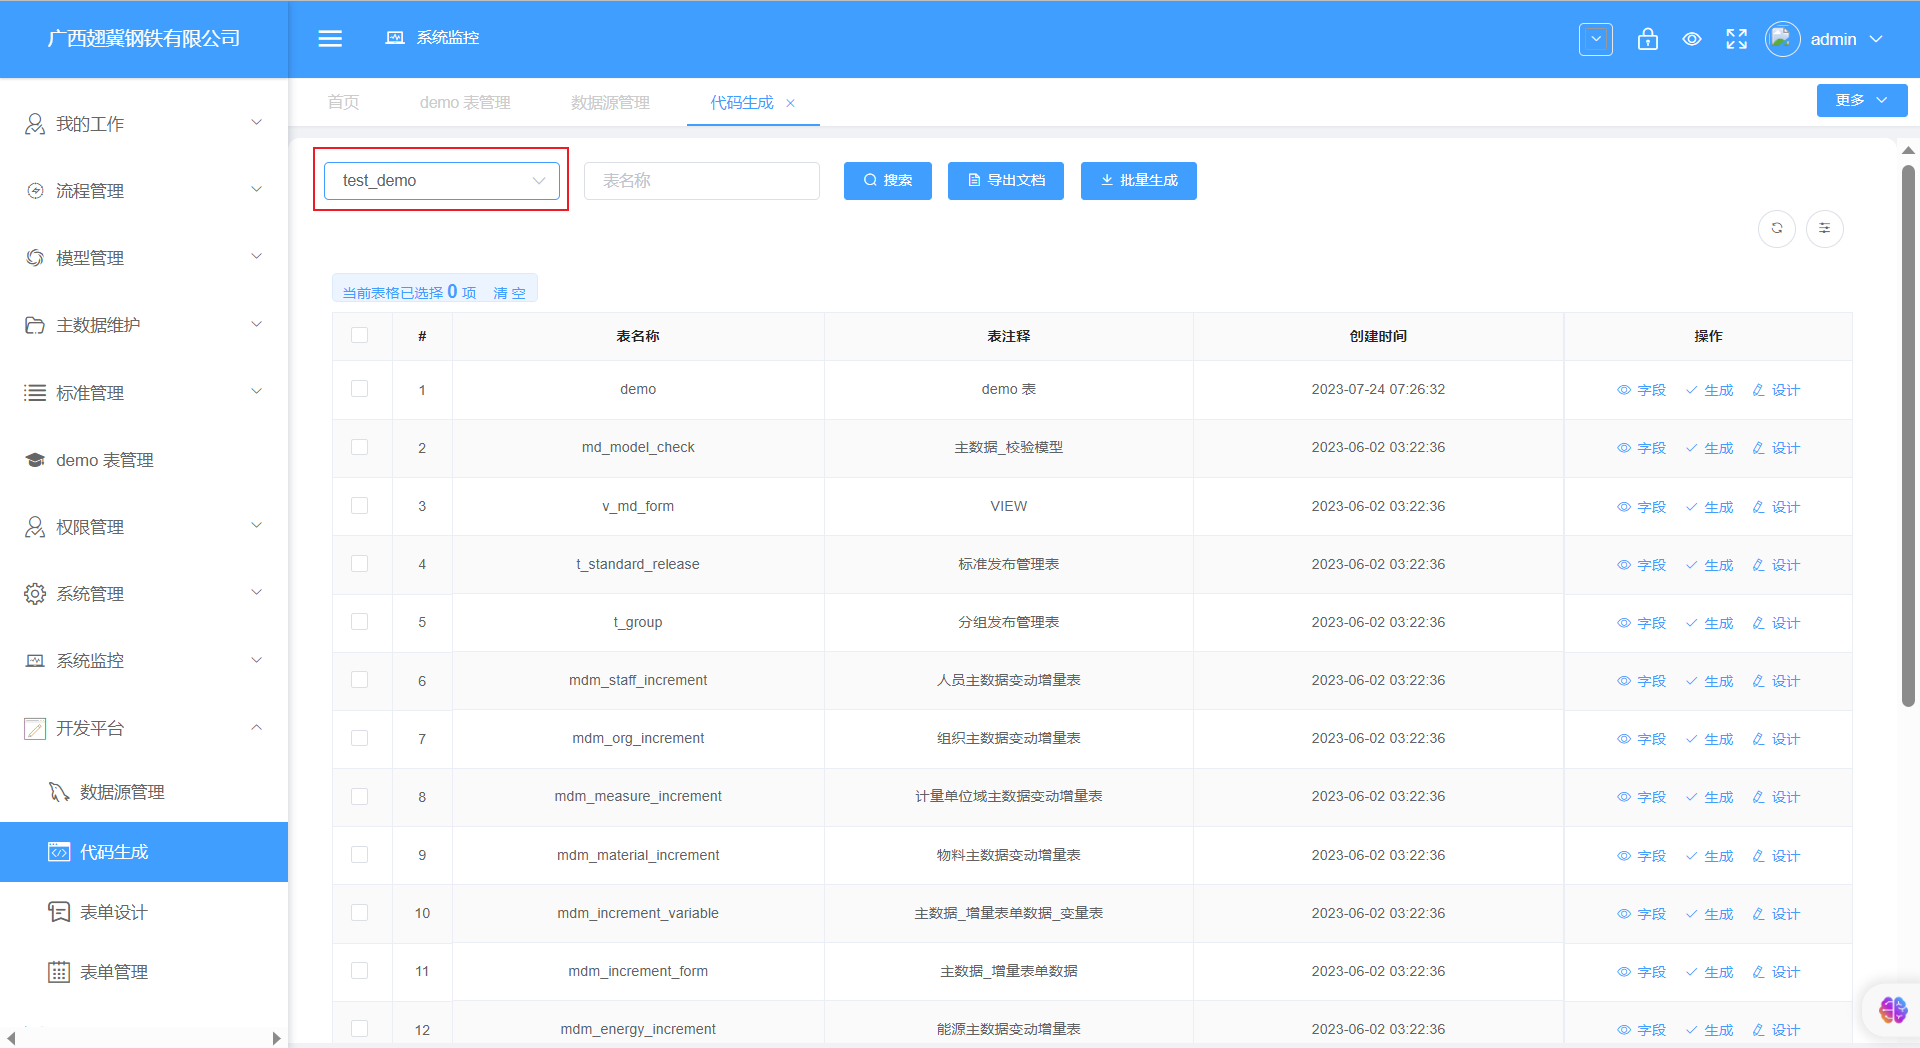 广西翅冀钢铁有限公司
系统监控
admin
首页 demo 表管理 数据源管理 代码生成
更多
我的工作
流程管理
模型管理
主数据维护
标准管理
demo 表管理
权限管理
系统管理
系统监控
开发平台
数据源管理
代码生成
表单设计
表单管理
test_demo 表名称 搜索 导出文档 批量生成
当前表格已选择 0 项 清 空
# 表名称 表注释 创建时间 操作
1 demo demo 表 2023-07-24 07:26:32 字段 生成 设计
2 md_model_check 主数据_校验模型 2023-06-02 03:22:36 字段 生成 设计
3 v_md_form VIEW 2023-06-02 03:22:36 字段 生成 设计
4 t_standard_release 标准发布管理表 2023-06-02 03:22:36 字段 生成 设计
5 t_group 分组发布管理表 2023-06-02 03:22:36 字段 生成 设计
6 mdm_staff_increment 人员主数据变动增量表 2023-06-02 03:22:36 字段 生成 设计
7 mdm_org_increment 组织主数据变动增量表 2023-06-02 03:22:36 字段 生成 设计
8 mdm_measure_increment 计量单位域主数据变动增量表 2023-06-02 03:22:36 字段 生成 设计
9 mdm_material_increment 物料主数据变动增量表 2023-06-02 03:22:36 字段 生成 设计
10 mdm_increment_variable 主数据_增量表单数据_变量表 2023-06-02 03:22:36 字段 生成 设计
11 mdm_increment_form 主数据_增量表单数据 2023-06-02 03:22:36 字段 生成 设计
12 mdm_energy_increment 能源主数据变动增量表 2023-06-02 03:22:36 字段 生成 设计